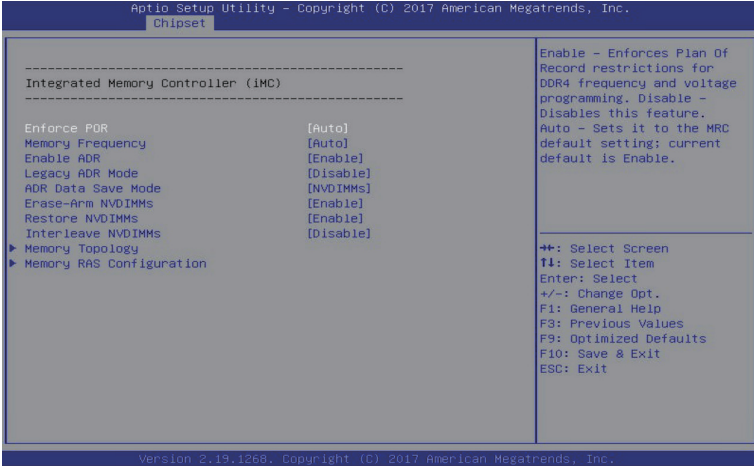 Aptio Setup Utility – Copyright (C) 2017 American Megatrends, Inc.
Chipset
--------------------------------------------------
Integrated Memory Controller (iMC)
--------------------------------------------------
Enforce POR [Auto]
Memory Frequency [Auto]
Enable ADR [Enable]
Legacy ADR Mode [Disable]
ADR Data Save Mode [NVDIMMs]
Erase-Arm NVDIMMs [Enable]
Restore NVDIMMs [Enable]
Interleave NVDIMMs [Disable]
Memory Topology
Memory RAS Configuration
Enable – Enforces Plan Of
Record restrictions for
DDR4 frequency and voltage
programming. Disable –
Disables this feature.
Auto – Sets it to the MRC
default setting; current
default is Enable.
→←: Select Screen
↑↓: Select Item
Enter: Select
+/-: Change Opt.
F1: General Help
F3: Previous Values
F9: Optimized Defaults
F10: Save & Exit
ESC: Exit
Version 2.19.1268. Copyright (C) 2017 American Megatrends, Inc.